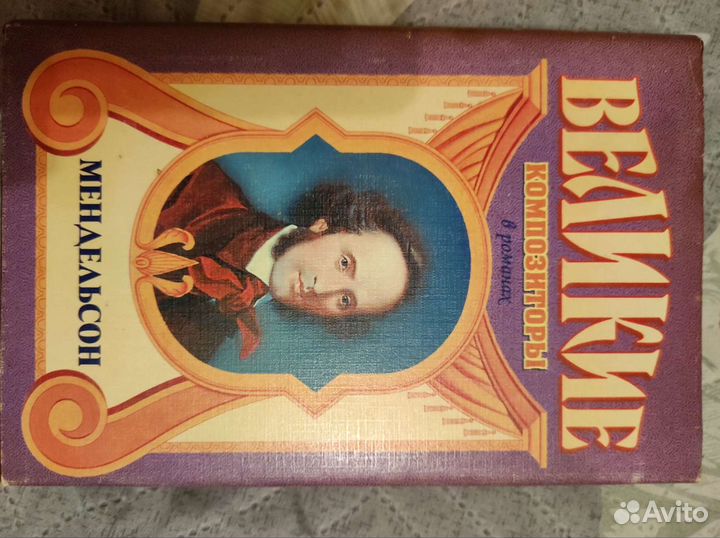 ВЕЛИКИЕ
КОМПОЗИТОРЫ
в романах
МЕНДЕЛЬСОН
Avito